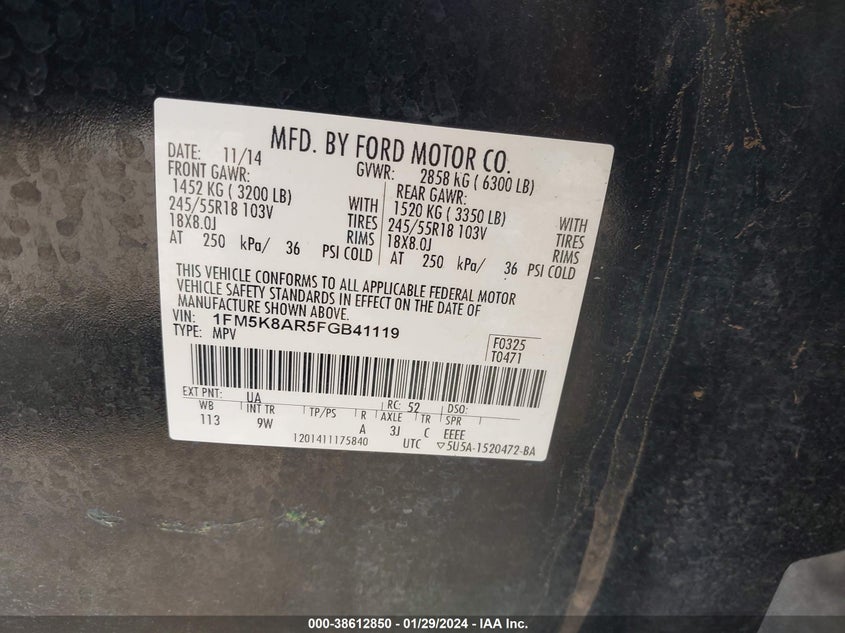 MFD. BY FORD MOTOR CO.
DATE: 11/14 GVWR: 2858 KG ( 6300 LB)
FRONT GAWR: REAR GAWR:
1452 KG ( 3200 LB) WITH 1520 KG ( 3350 LB) WITH
245/55R18 103V TIRES 245/55R18 103V TIRES
18X8.0J RIMS 18X8.0J RIMS
AT 250 kPa/ 36 PSI COLD AT 250 kPa/ 36 PSI COLD
THIS VEHICLE CONFORMS TO ALL APPLICABLE FEDERAL MOTOR
VEHICLE SAFETY STANDARDS IN EFFECT ON THE DATE OF
MANUFACTURE SHOWN ABOVE.
VIN: 1FM5K8AR5FGB41119
TYPE: MPV
F0325
T0471
EXT PNT: UA RC: 52 DSO:
WB INT TR TP/PS R AXLE TR SPR
113 9W A 3J C EEEE
1201411175840 UTC ▽5U5A-1520472-BA
000-38612850 - 01/29/2024 - IAA Inc.